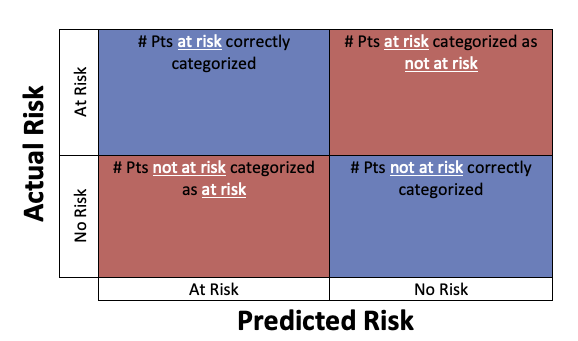 # Pts at risk correctly
categorized
# Pts at risk categorized as
not at risk
# Pts not at risk categorized
as at risk
# Pts not at risk correctly
categorized
Actual Risk
At Risk
No Risk
At Risk
No Risk
Predicted Risk